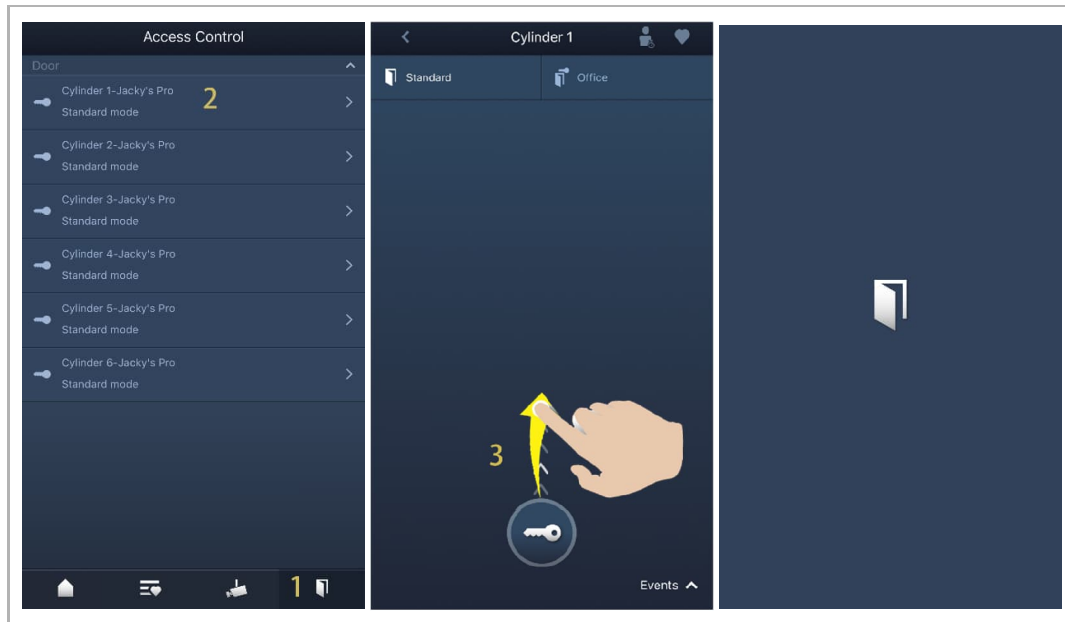 Access Control
Door
Cylinder 1-Jacky's Pro
Standard mode
2
Cylinder 2-Jacky's Pro
Standard mode
Cylinder 3-Jacky's Pro
Standard mode
Cylinder 4-Jacky's Pro
Standard mode
Cylinder 5-Jacky's Pro
Standard mode
Cylinder 6-Jacky's Pro
Standard mode
1
Cylinder 1
Standard
Office
3
Events